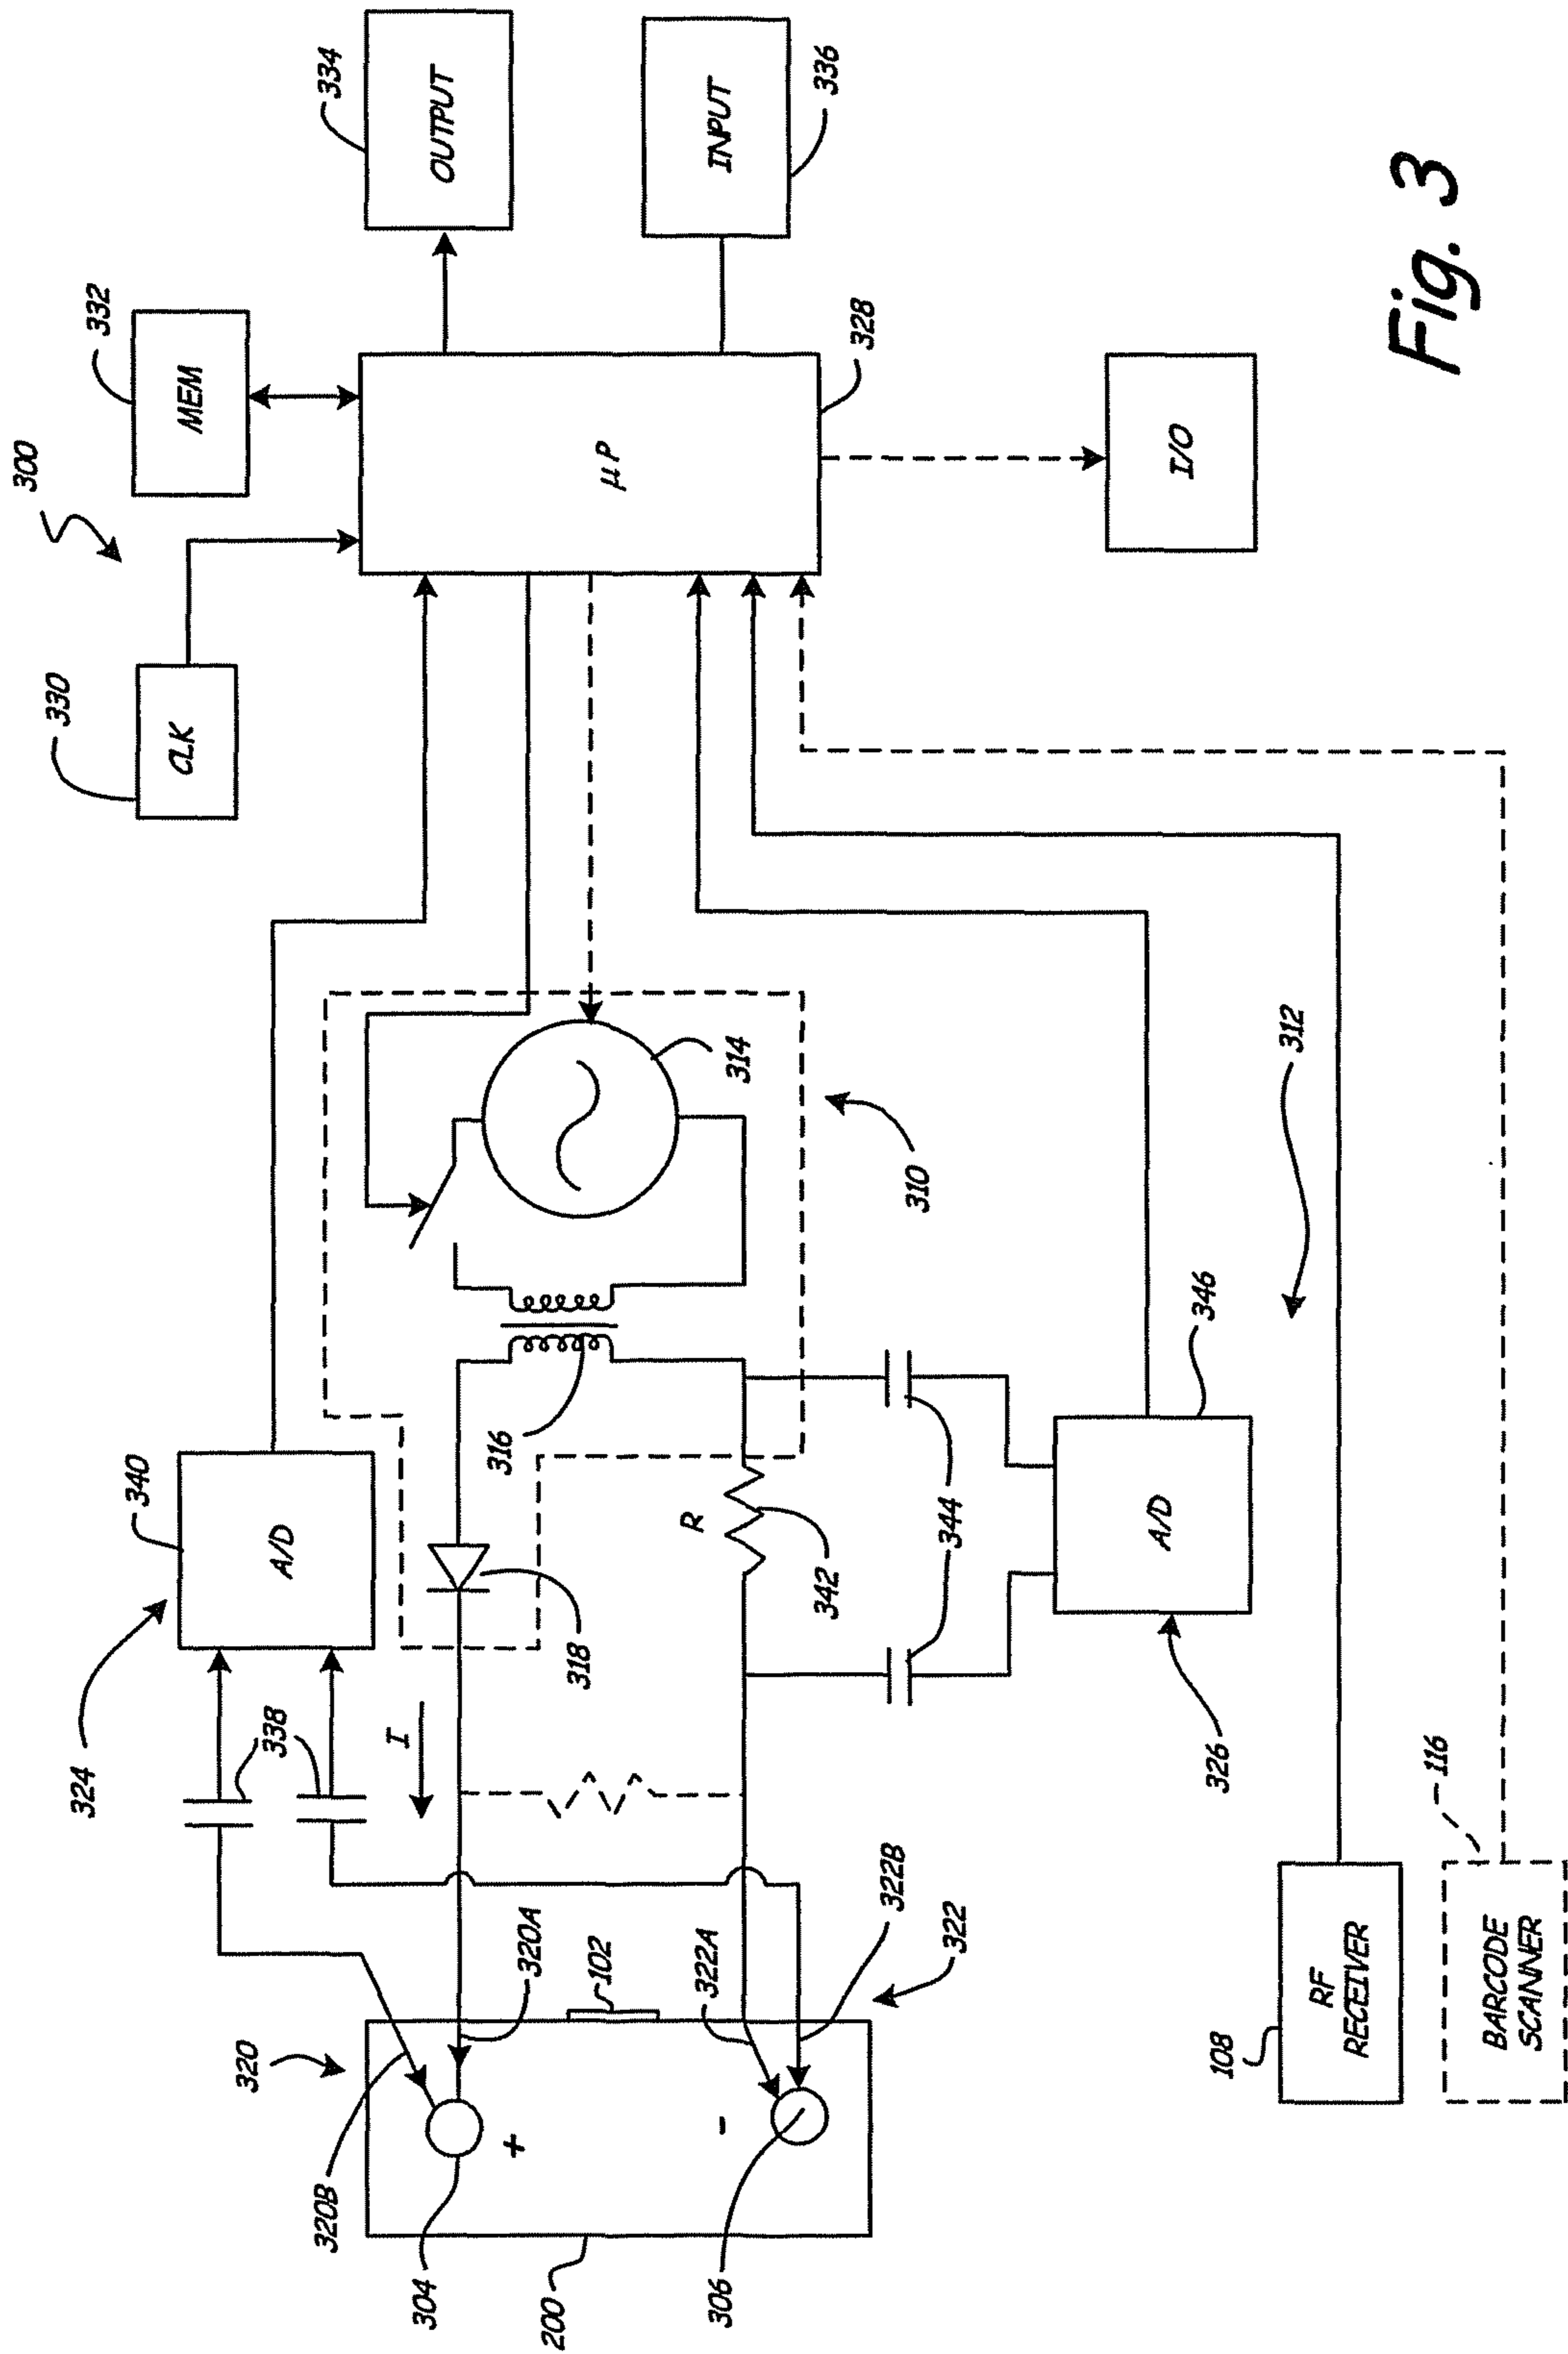 300
330
CLK
332
MEM
334
OUTPUT
336
INPUT
328
μP
I/O
324
340
A/D
338
I
318
316
314
310
R
342
344
346
A/D
326
312
320
320B
320A
304
+
-
102
322A
322B
322
306
200
108
RF
RECEIVER
116
BARCODE
SCANNER
Fig. 3